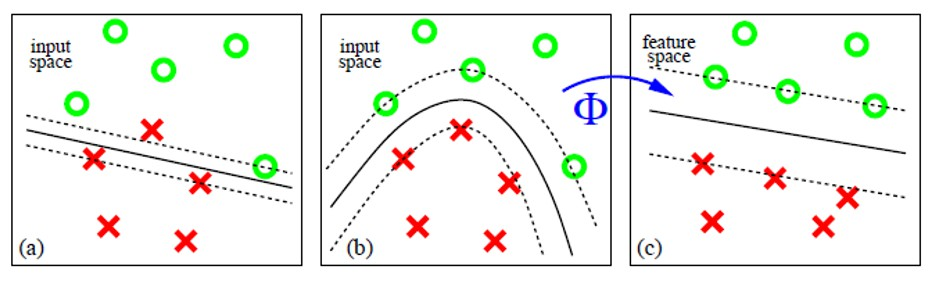 input
space
(a)
input
space
(b)
Φ
feature
space
(c)